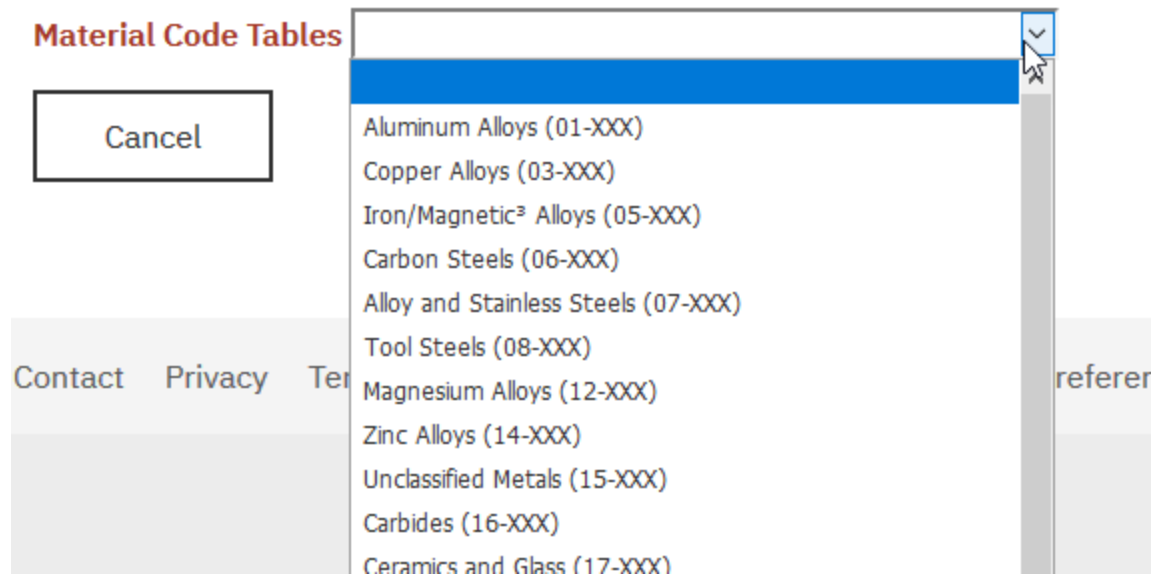 Material Code Tables
Cancel
Aluminum Alloys (01-XXX)
Copper Alloys (03-XXX)
Iron/Magnetic³ Alloys (05-XXX)
Carbon Steels (06-XXX)
Alloy and Stainless Steels (07-XXX)
Tool Steels (08-XXX)
Magnesium Alloys (12-XXX)
Zinc Alloys (14-XXX)
Unclassified Metals (15-XXX)
Carbides (16-XXX)
Ceramics and Glass (17-XXX)
Contact Privacy